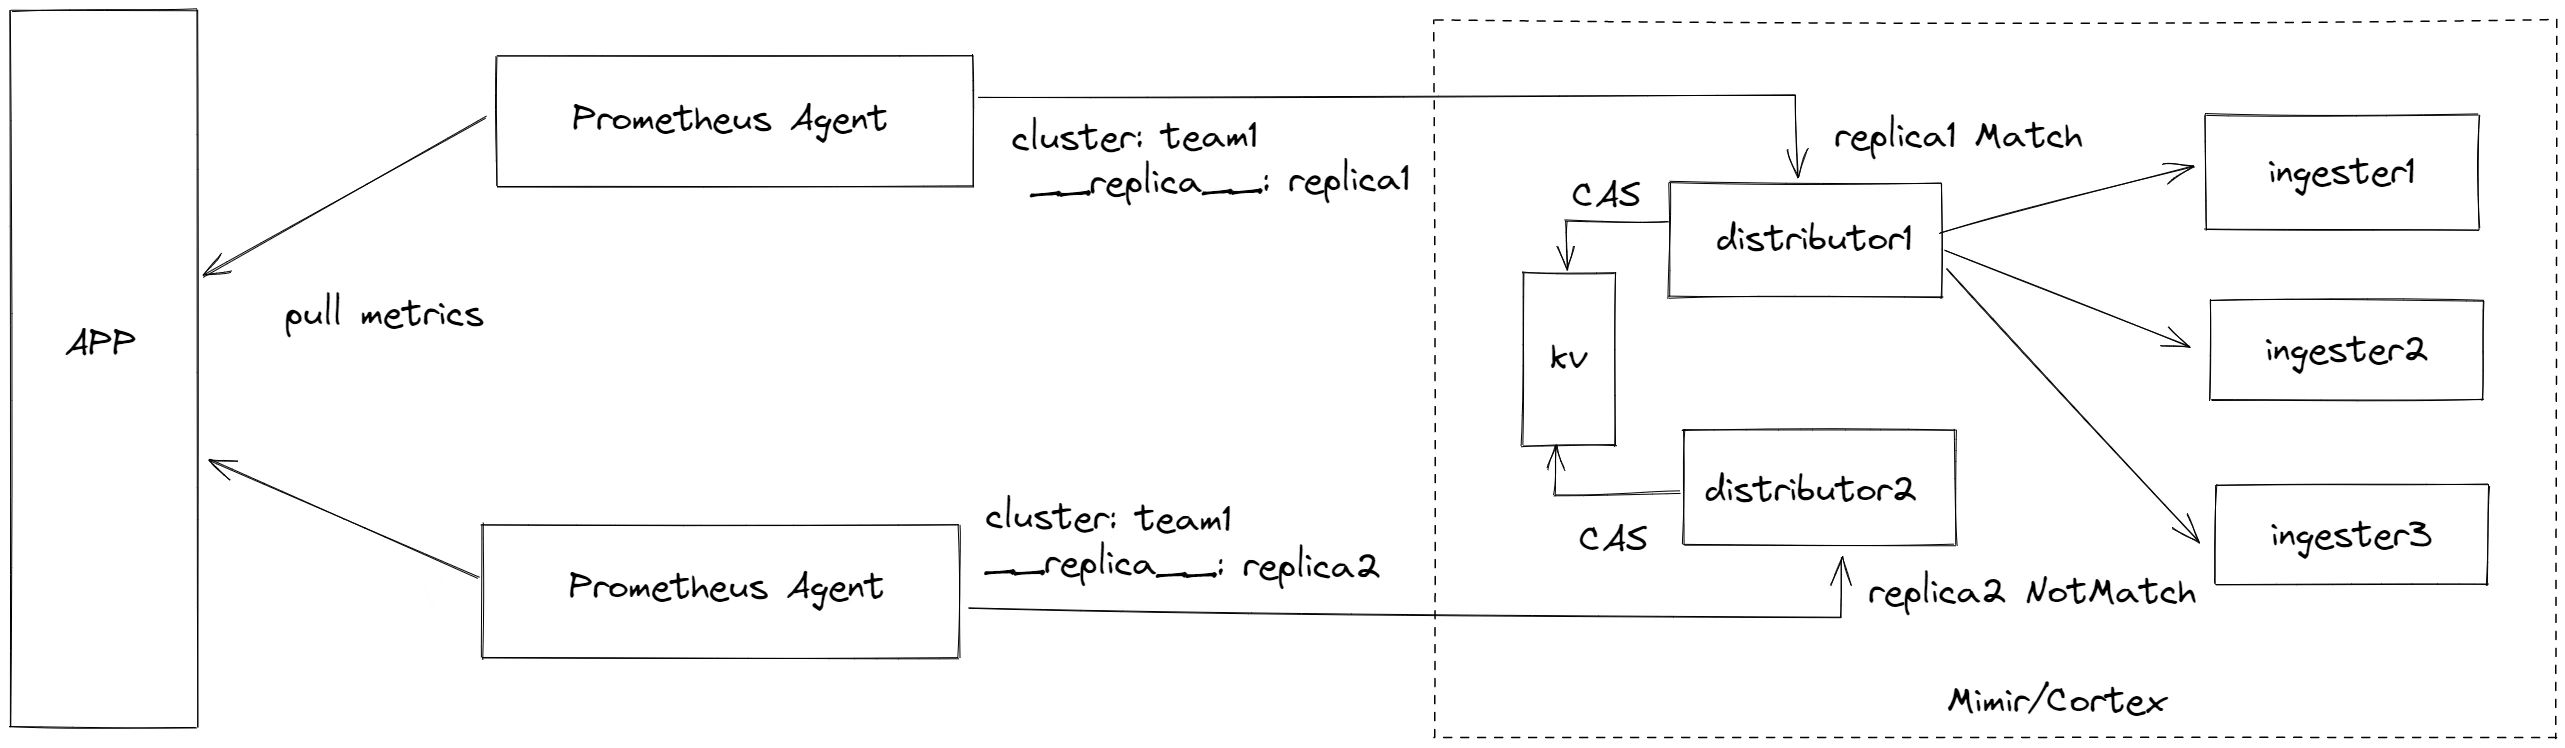 APP
pull metrics
Prometheus Agent
cluster: team1
__replica__: replica1
Prometheus Agent
cluster: team1
__replica__: replica2
replica1 Match
CAS
distributor1
kv
distributor2
CAS
replica2 NotMatch
ingester1
ingester2
ingester3
Mimir/Cortex